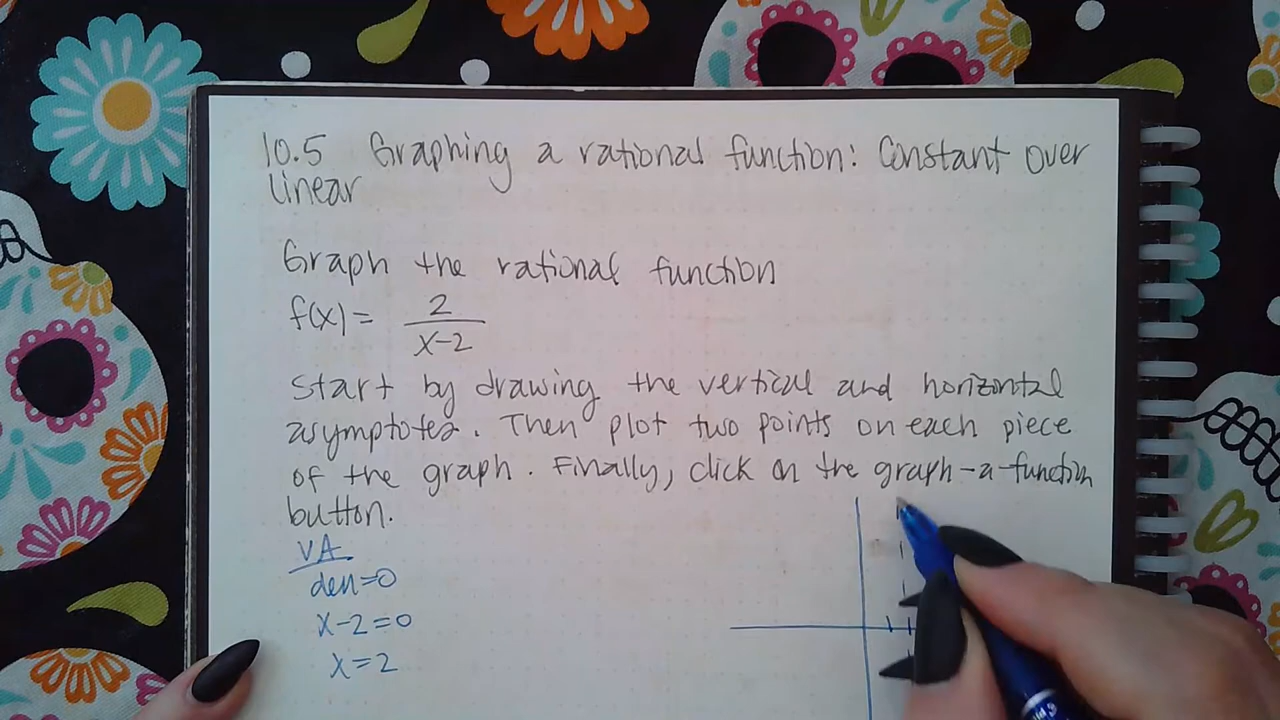 10.5 Graphing a rational function: Constant over
linear
Graph the rational function
f(x) = 2/(x-2)
start by drawing the vertical and horizontal
asymptotes. Then plot two points on each piece
of the graph. Finally, click on the graph-a-function
button.
VA
den=0
x-2=0
x=2